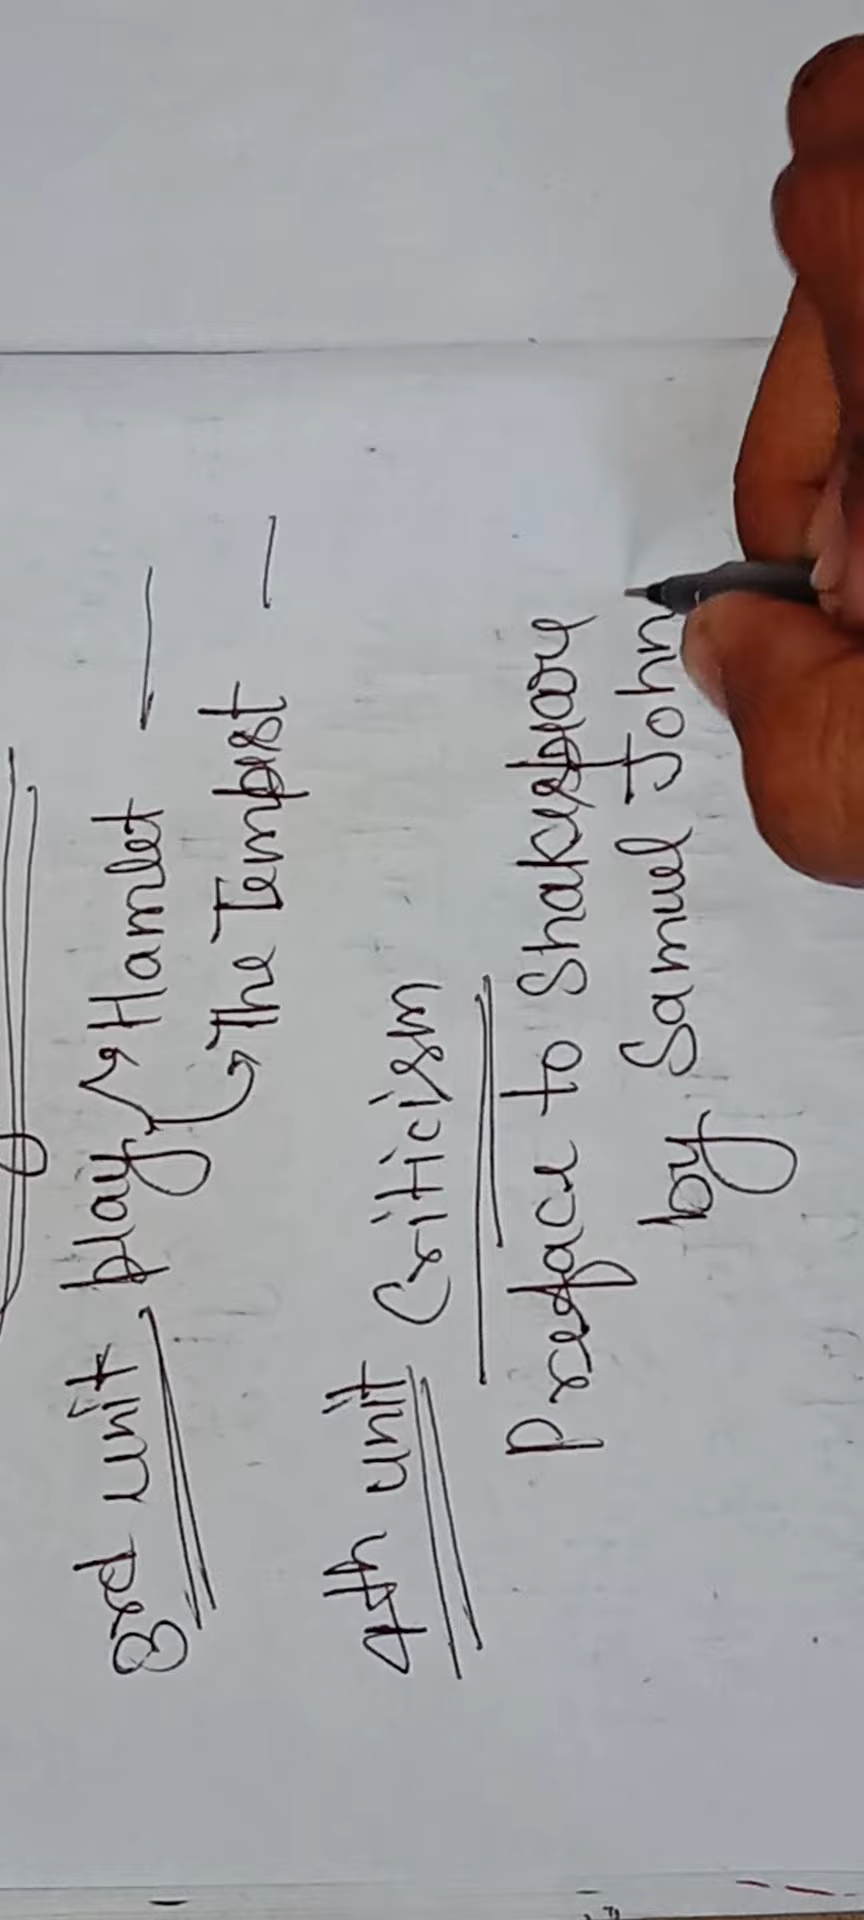 3rd unit play Hamlet
The Tempest
4th unit Criticism
Preface to Shakespeare
by Samuel John